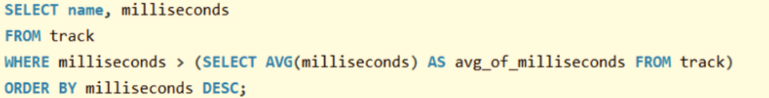 SELECT name, milliseconds
FROM track
WHERE milliseconds > (SELECT AVG(milliseconds) AS avg_of_milliseconds FROM track)
ORDER BY milliseconds DESC;